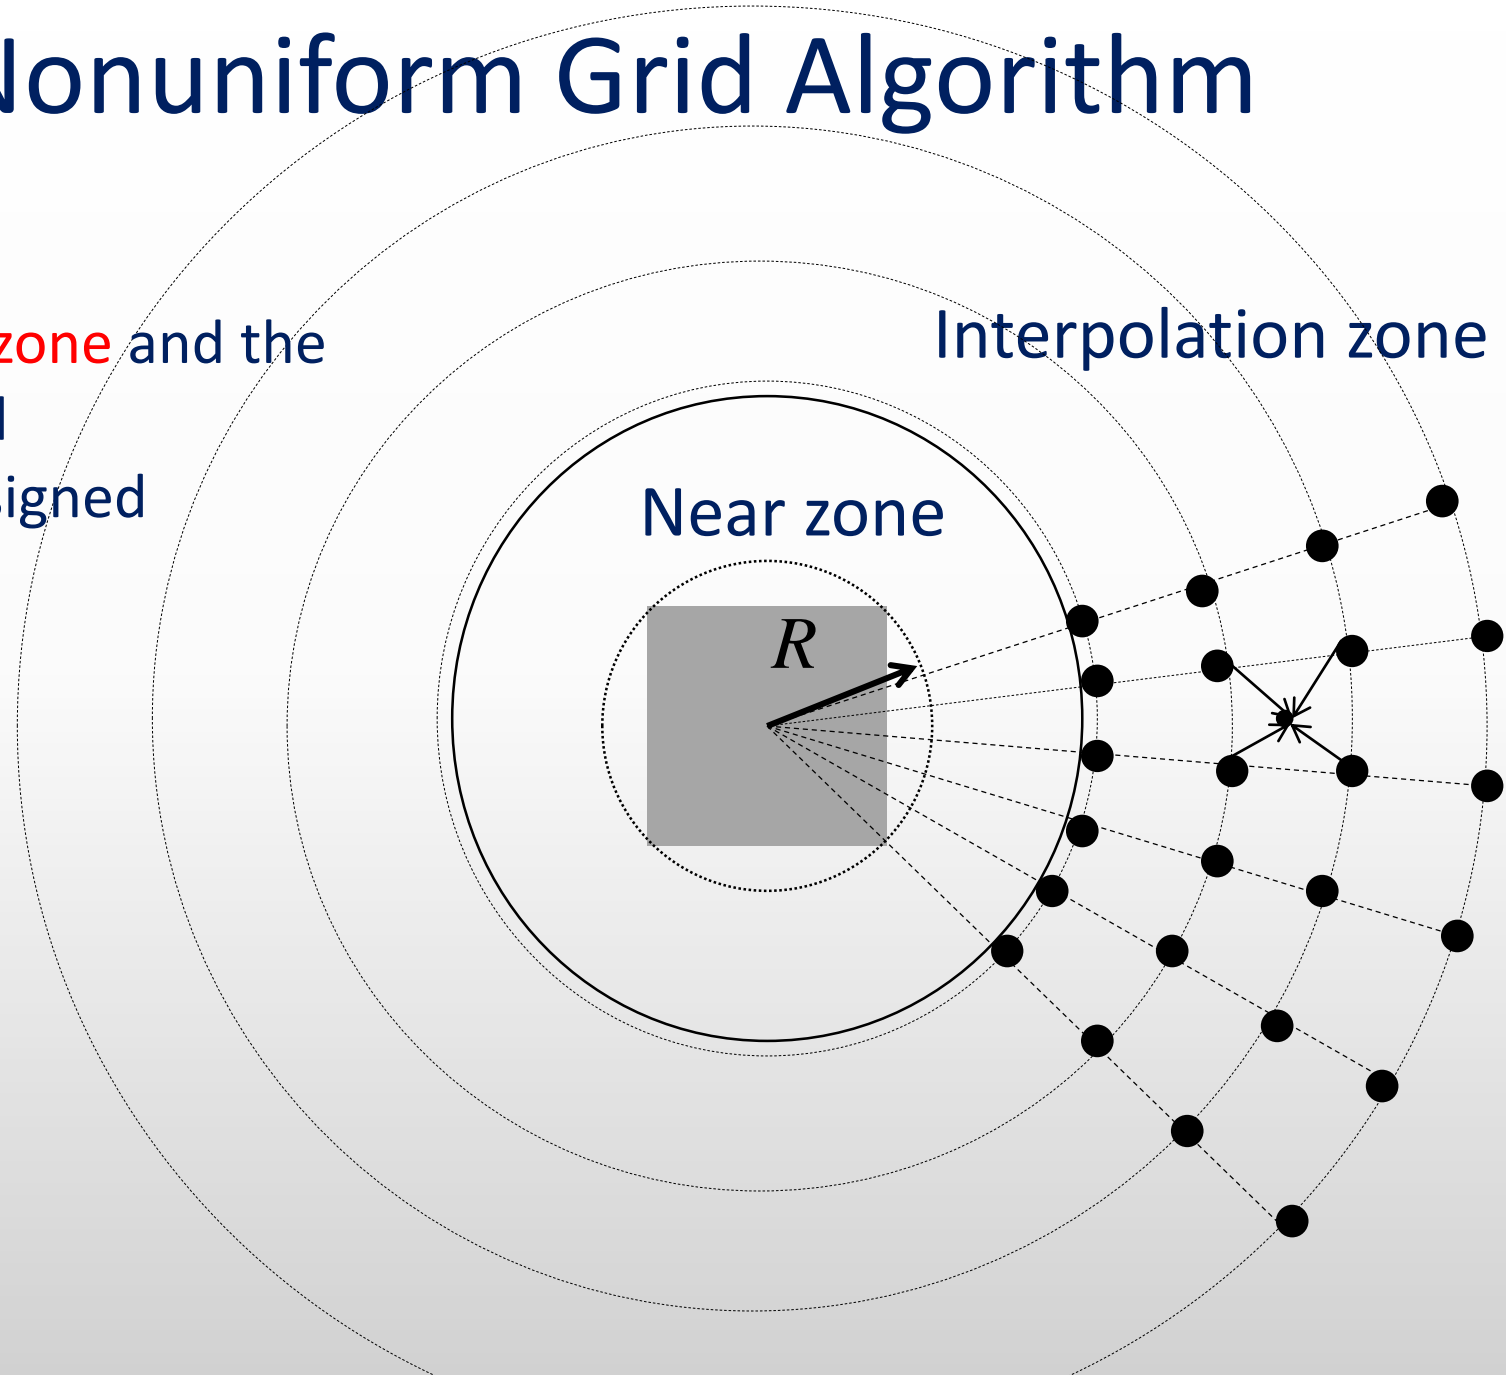 Nonuniform Grid Algorithm
zone and the
Interpolation zone
signed
Near zone
R